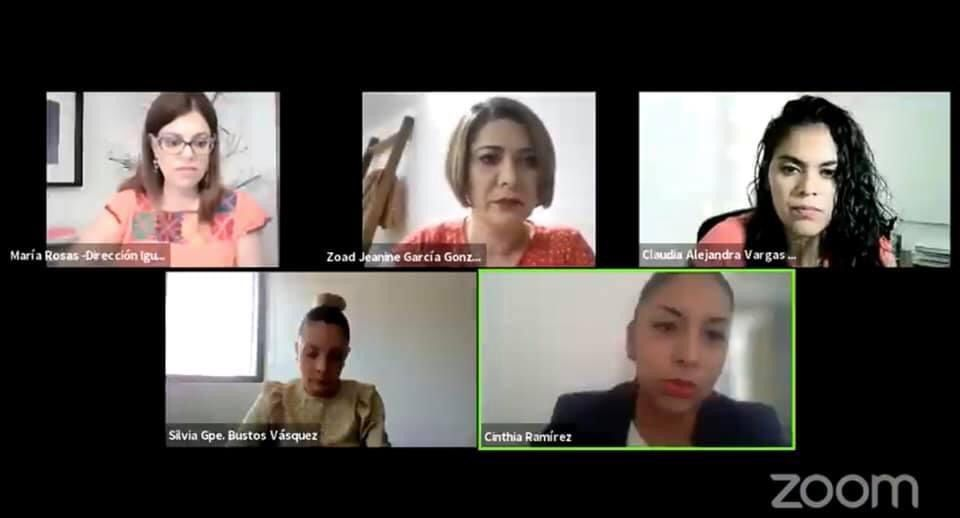 María Rosas -Dirección Igu...
Zoad Jeanine García Gonz...
Claudia Alejandra Vargas ...
Silvia Gpe. Bustos Vásquez
Cinthia Ramírez
zoom